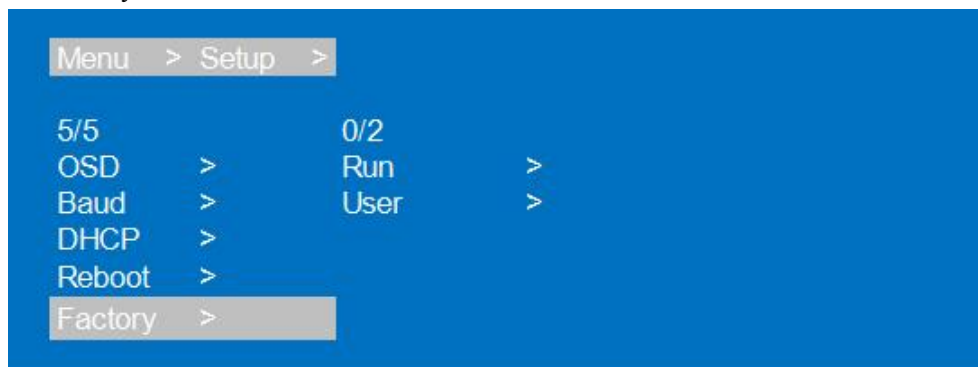 Menu > Setup >
5/5 0/2
OSD > Run >
Baud > User >
DHCP >
Reboot >
Factory >